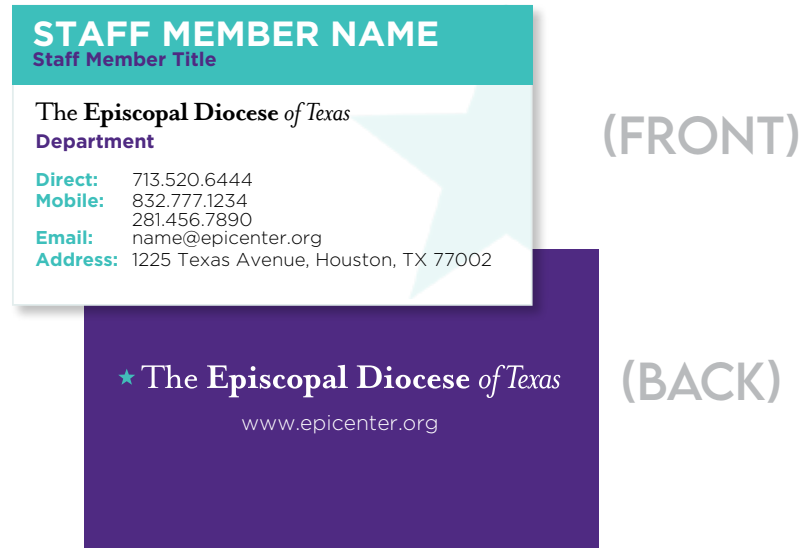 STAFF MEMBER NAME
Staff Member Title
The Episcopal Diocese of Texas
Department
Direct: 713.520.6444
Mobile: 832.777.1234
281.456.7890
Email: name@epicenter.org
Address: 1225 Texas Avenue, Houston, TX 77002
(FRONT)
The Episcopal Diocese of Texas
www.epicenter.org
(BACK)